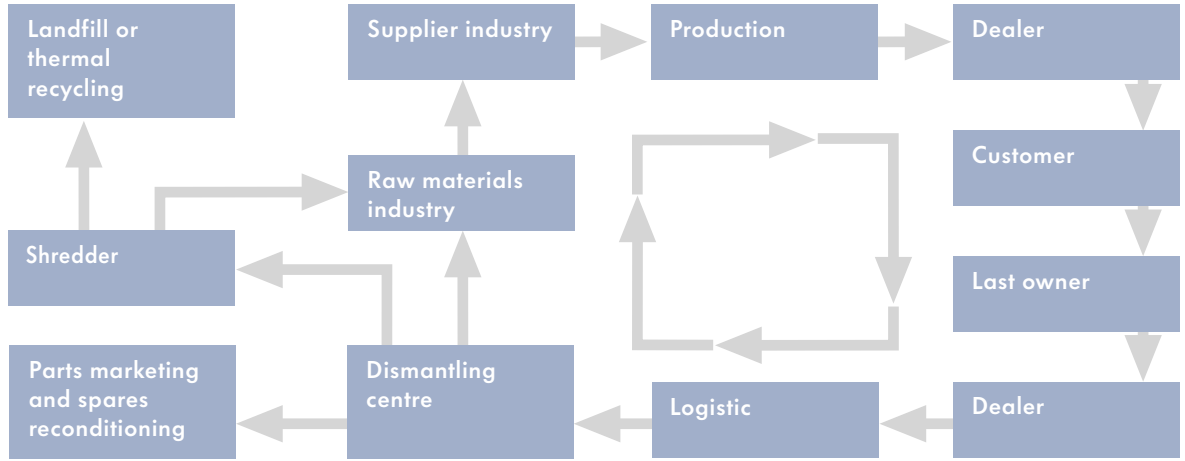 Landfill or
thermal
recycling
Supplier industry
Production
Dealer
Raw materials
industry
Customer
Shredder
Last owner
Parts marketing
and spares
reconditioning
Dismantling
centre
Logistic
Dealer